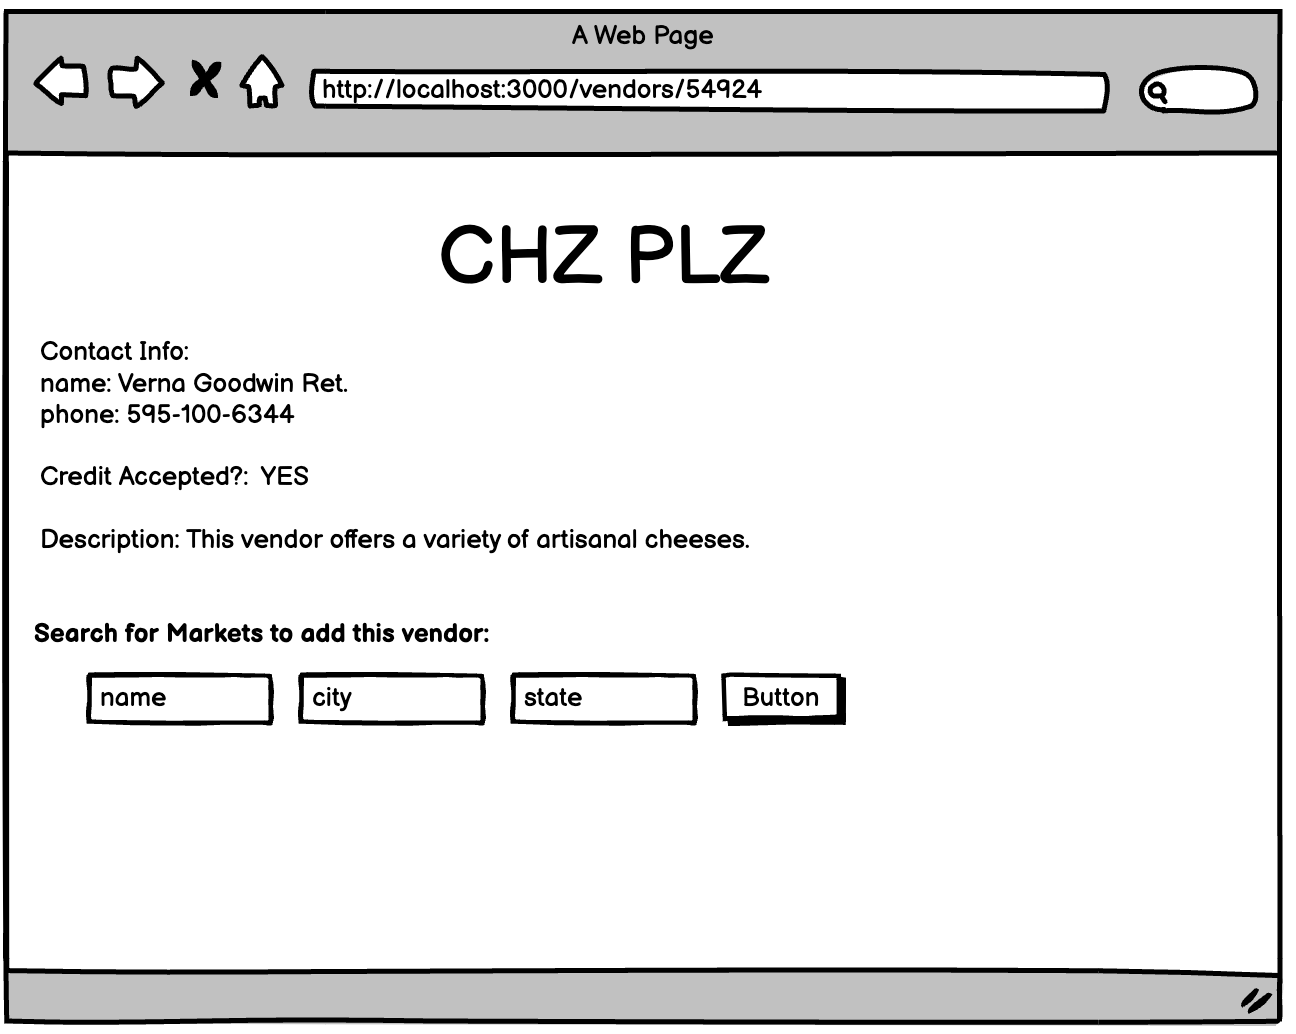 A Web Page
http://localhost:3000/vendors/54924
CHZ PLZ
Contact Info:
name: Verna Goodwin Ret.
phone: 595-100-6344
Credit Accepted?: YES
Description: This vendor offers a variety of artisanal cheeses.
Search for Markets to add this vendor:
name city state Button